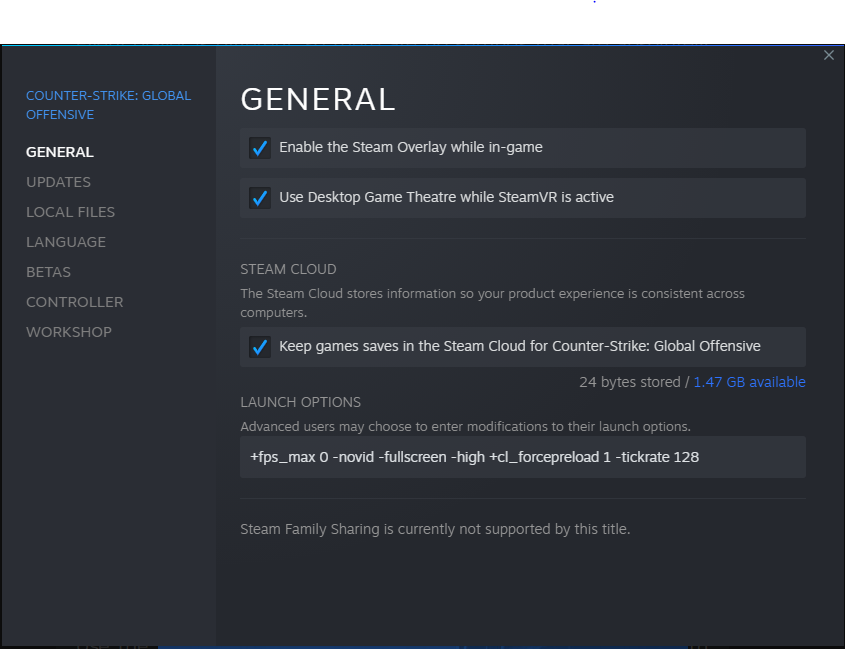 COUNTER-STRIKE: GLOBAL
OFFENSIVE
GENERAL
UPDATES
LOCAL FILES
LANGUAGE
BETAS
CONTROLLER
WORKSHOP
GENERAL
Enable the Steam Overlay while in-game
Use Desktop Game Theatre while SteamVR is active
STEAM CLOUD
The Steam Cloud stores information so your product experience is consistent across
computers.
Keep games saves in the Steam Cloud for Counter-Strike: Global Offensive
24 bytes stored / 1.47 GB available
LAUNCH OPTIONS
Advanced users may choose to enter modifications to their launch options.
+fps_max 0 -novid -fullscreen -high +cl_forcepreload 1 -tickrate 128
Steam Family Sharing is currently not supported by this title.